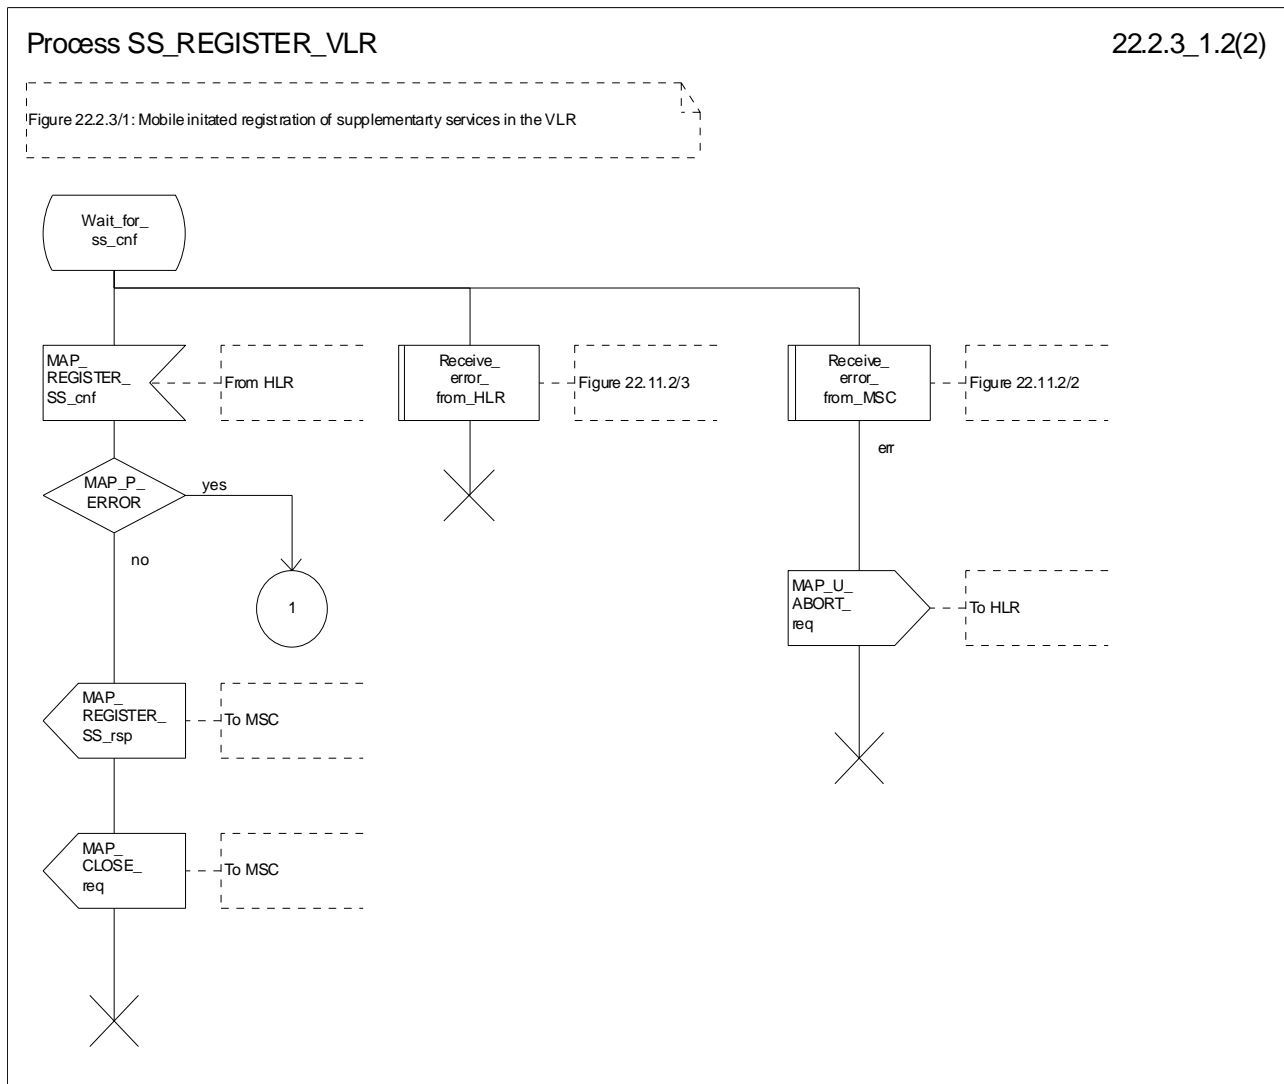 Process SS_REGISTER_VLR
22.2.3_1.2(2)
Figure 22.2.3/1: Mobile initated registration of supplementarty services in the VLR
Wait_for_
ss_cnf
MAP_
REGISTER_
SS_cnf
From HLR
Receive_
error_
from_HLR
Figure 22.11.2/3
Receive_
error_
from_MSC
Figure 22.11.2/2
err
MAP_P_
ERROR
yes
no
1
MAP_U_
ABORT_
req
To HLR
MAP_
REGISTER_
SS_rsp
To MSC
MAP_
CLOSE_
req
To MSC